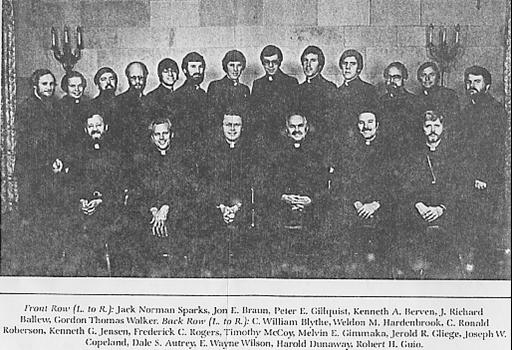 Front Row (L. to R.): Jack Norman Sparks, Jon E. Braun, Peter E. Gillquist, Kenneth A. Berven, J. Richard
Ballew, Gordon Thomas Walker. Back Row (L. to R.): C. William Blythe, Weldon M. Hardenbrook, C. Ronald
Roberson, Kenneth G. Jensen, Frederick C. Rogers, Timothy McCoy, Melvin E. Gimmaka, Jerold R. Gliege, Joseph W.
Copeland, Dale S. Autrey, E. Wayne Wilson, Harold Dunaway, Robert H. Guio.